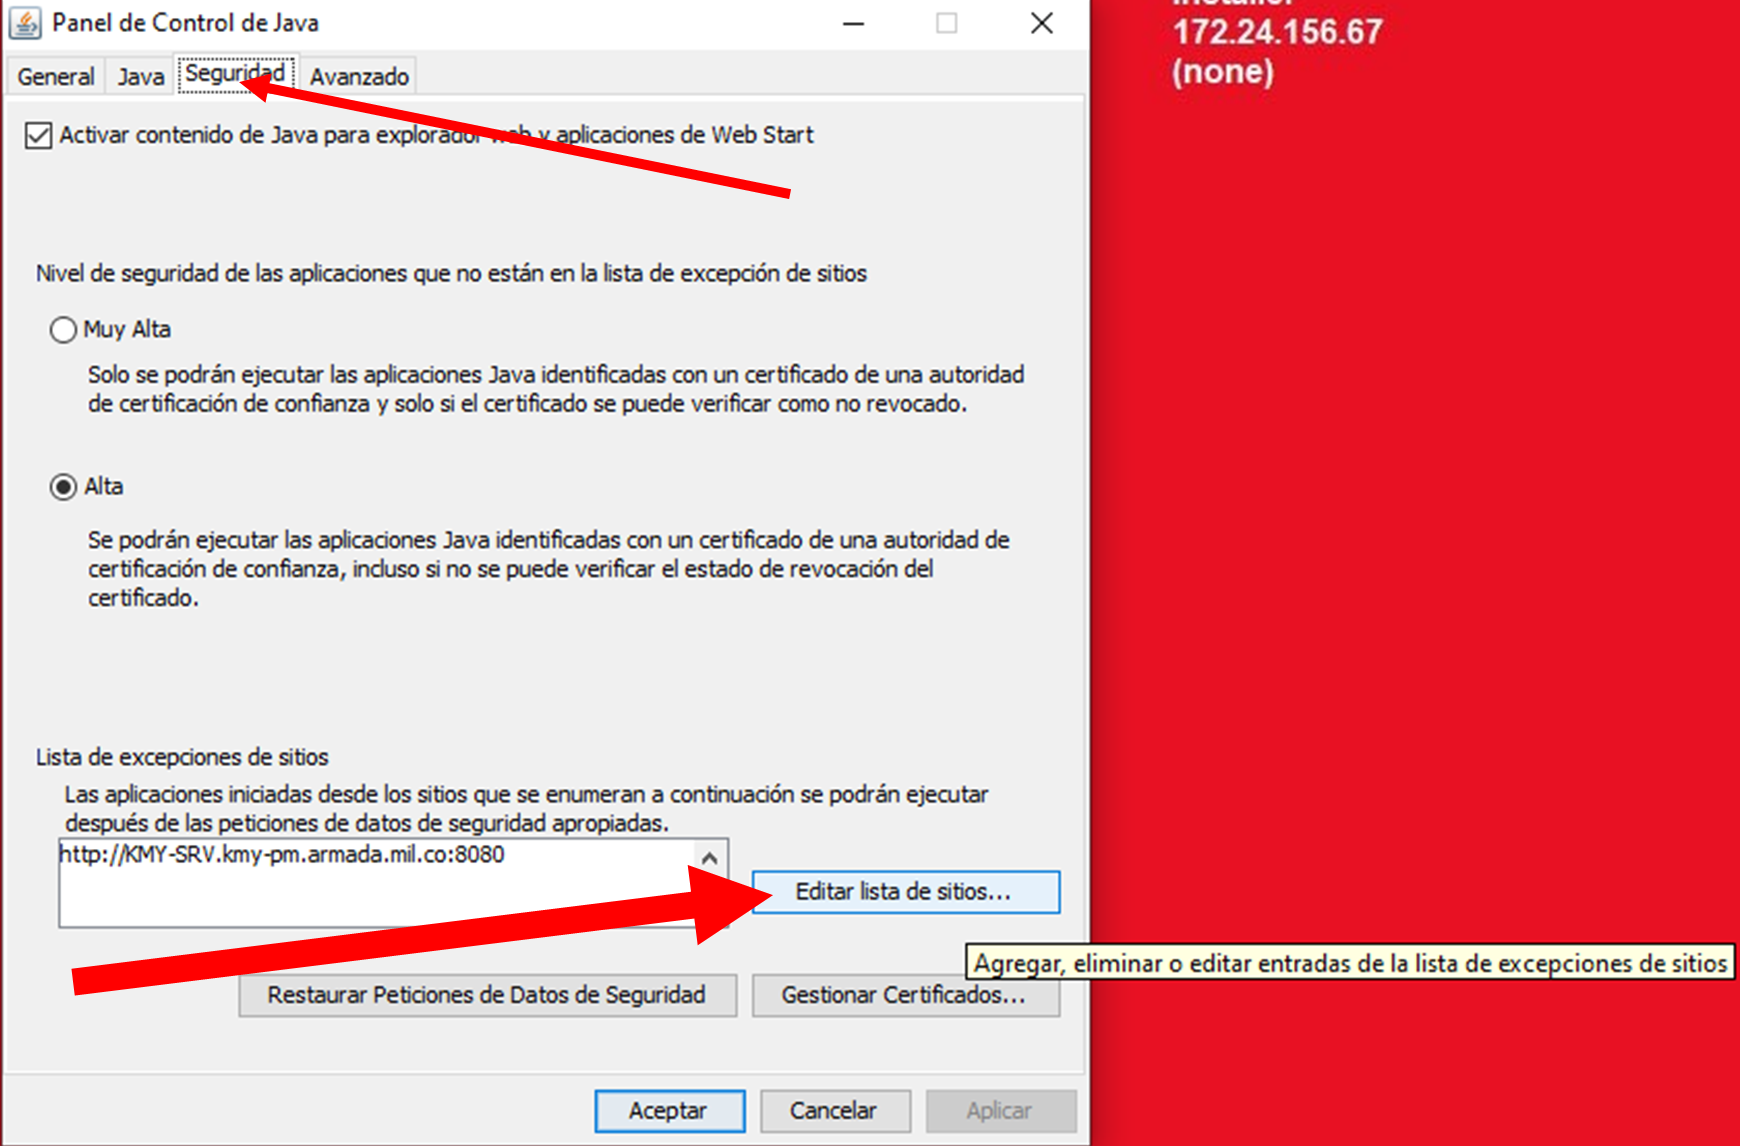 Panel de Control de Java
General
Java
Seguridad
Avanzado
Activar contenido de Java para explorador web y aplicaciones de Web Start
Nivel de seguridad de las aplicaciones que no están en la lista de excepción de sitios
Muy Alta
Solo se podrán ejecutar las aplicaciones Java identificadas con un certificado de una autoridad
de certificación de confianza y solo si el certificado se puede verificar como no revocado.
Alta
Se podrán ejecutar las aplicaciones Java identificadas con un certificado de una autoridad de
certificación de confianza, incluso si no se puede verificar el estado de revocación del
certificado.
Lista de excepciones de sitios
Las aplicaciones iniciadas desde los sitios que se enumeran a continuación se podrán ejecutar
después de las peticiones de datos de seguridad apropiadas.
http://KMY-SRV.kmy-pm.armada.mil.co:8080
Editar lista de sitios...
Agregar, eliminar o editar entradas de la lista de excepciones de sitios
Restaurar Peticiones de Datos de Seguridad
Gestionar Certificados...
Aceptar
Cancelar
Aplicar
172.24.156.67
(none)